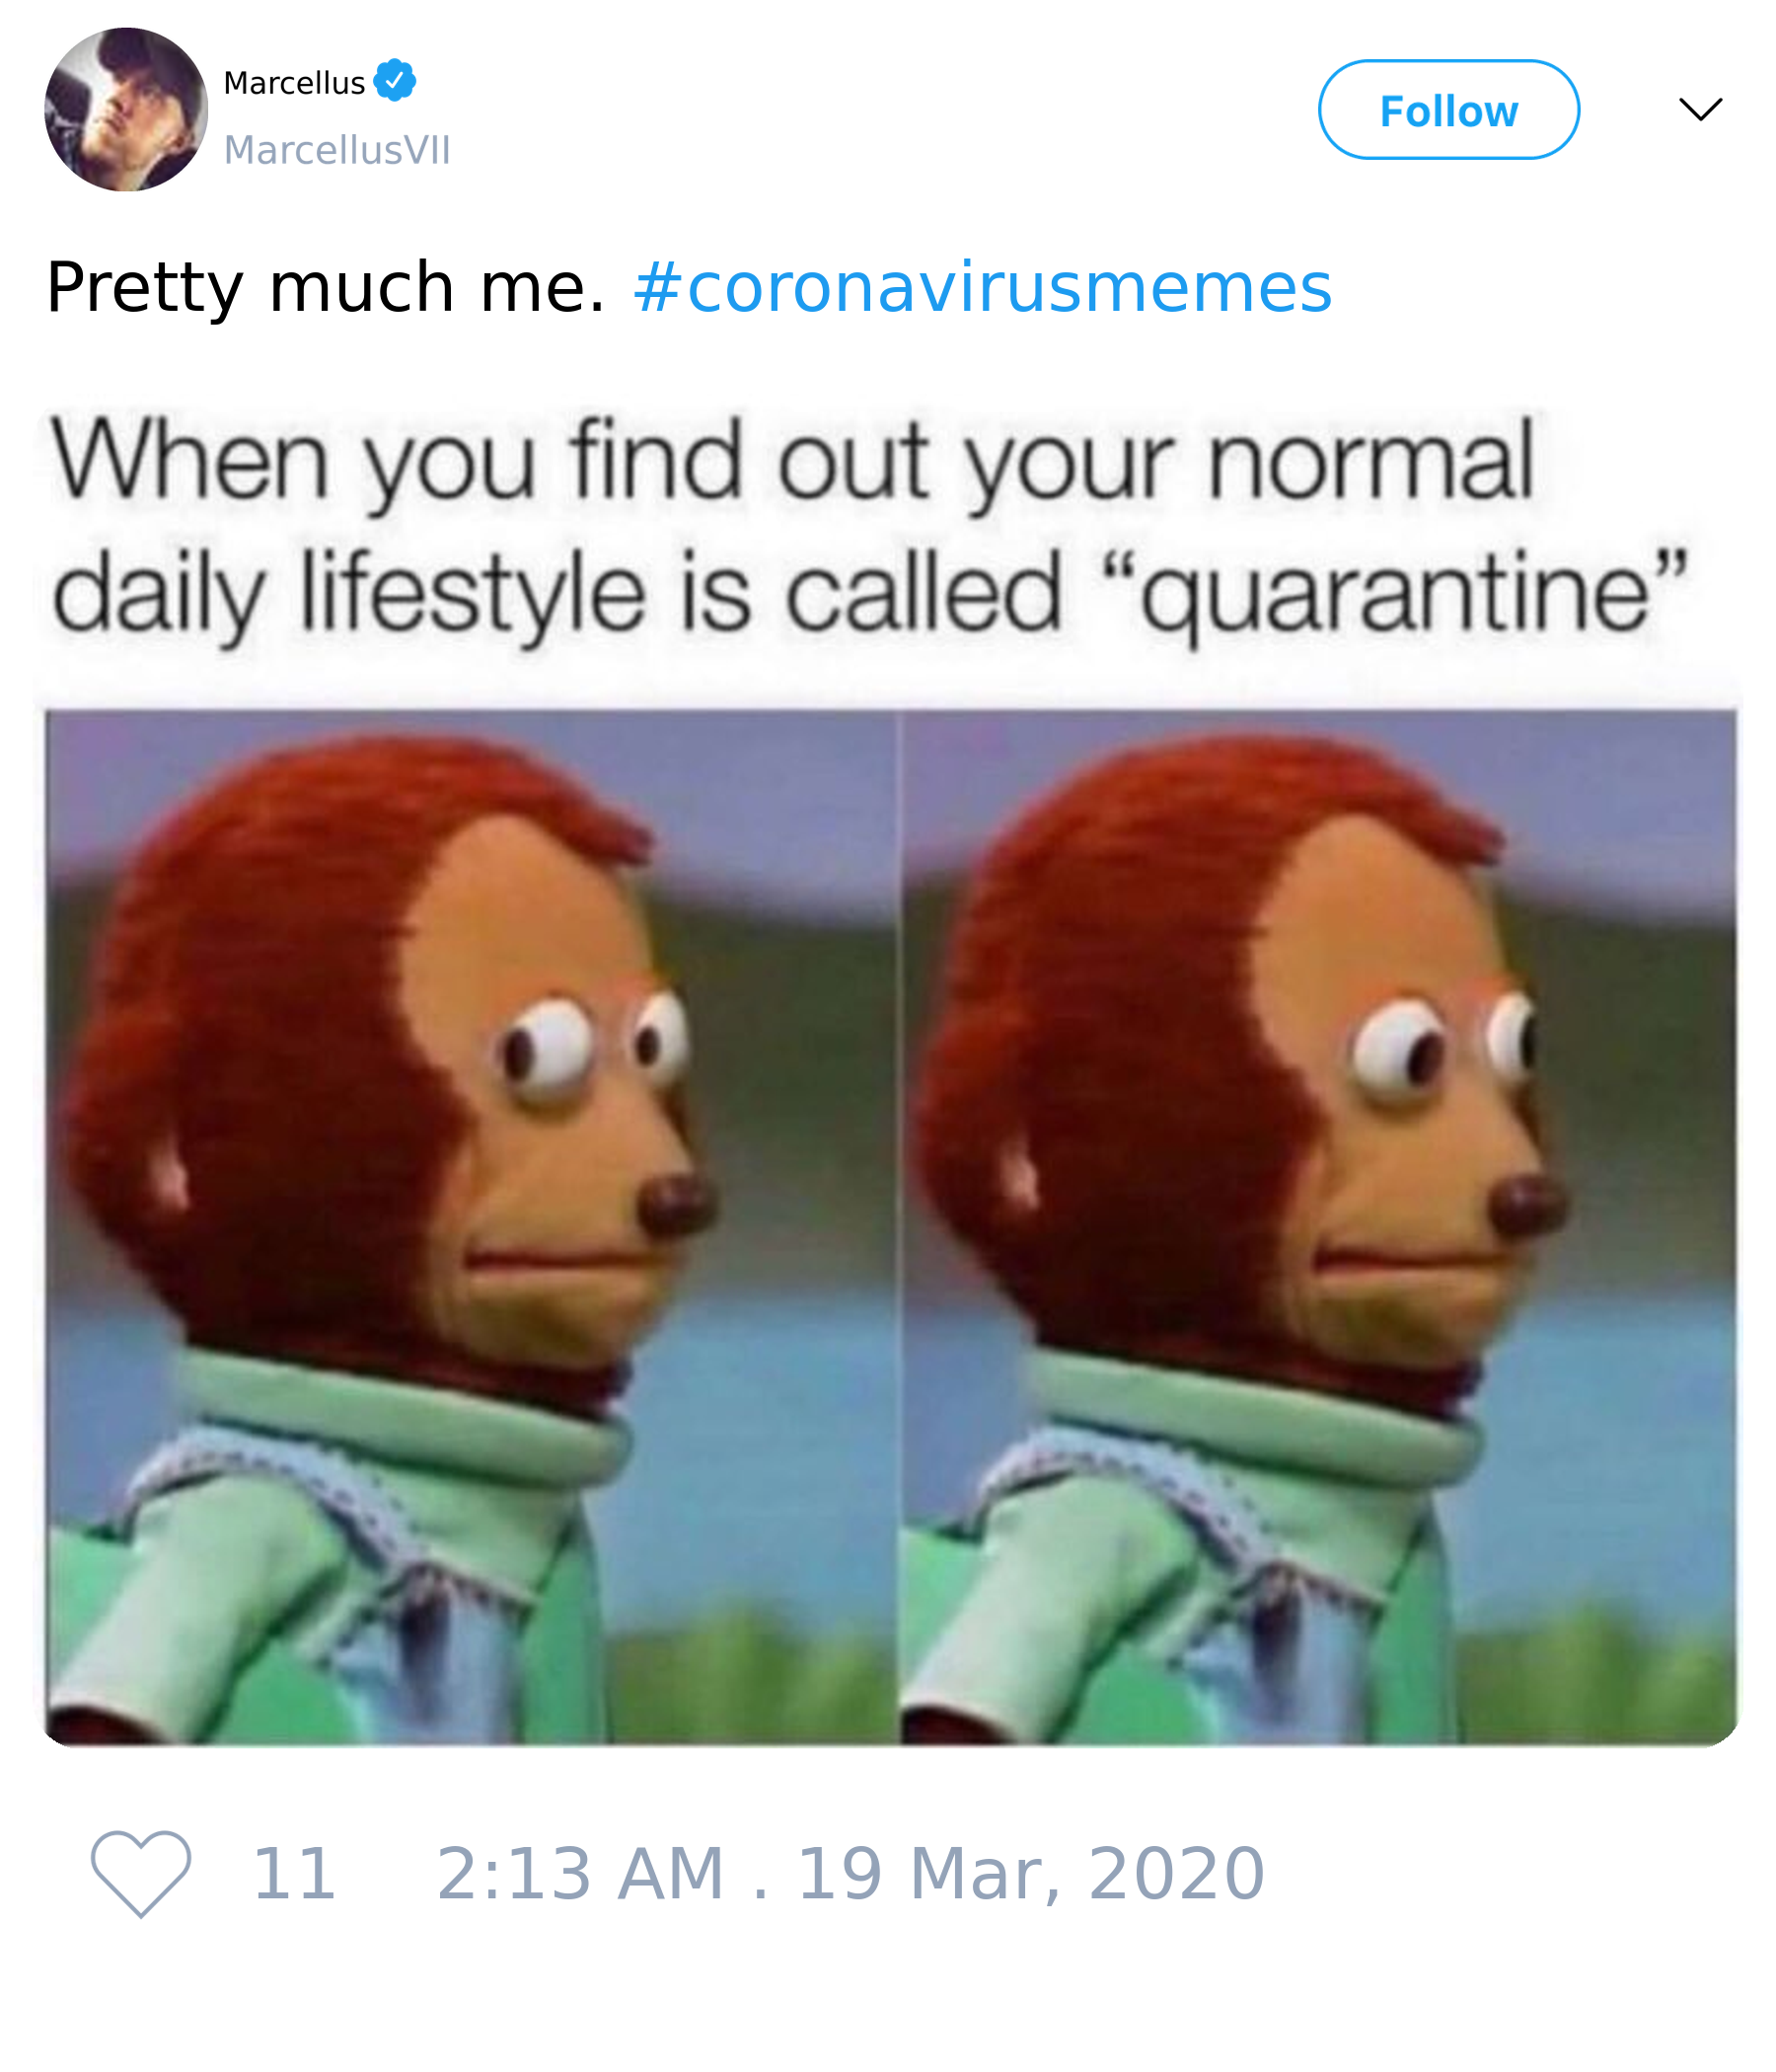 Marcellus
MarcellusVII
Follow
Pretty much me. #coronavirusmemes
When you find out your normal
daily lifestyle is called “quarantine”
11 2:13 AM . 19 Mar, 2020